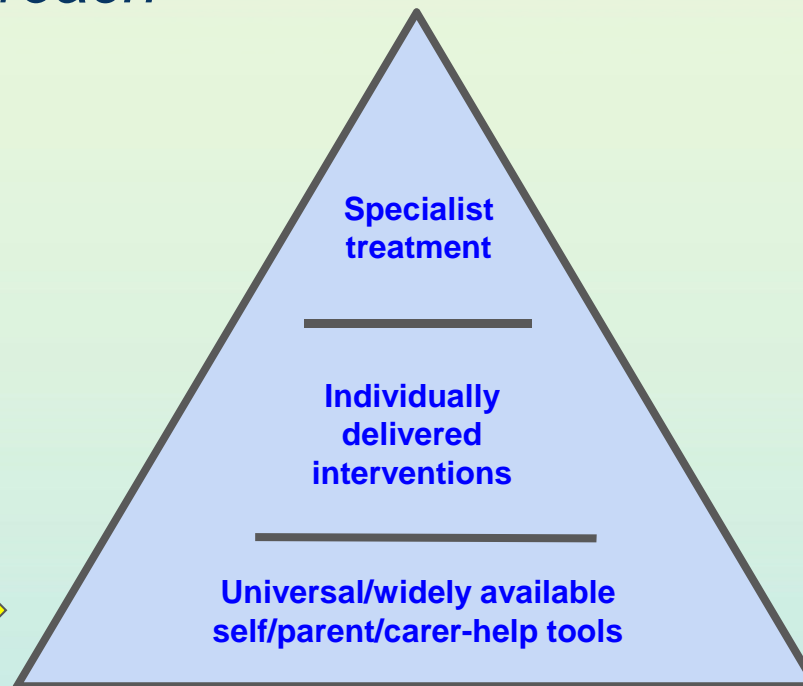 Specialist
treatment
Individually
delivered
interventions
Universal/widely available
self/parent/carer-help tools